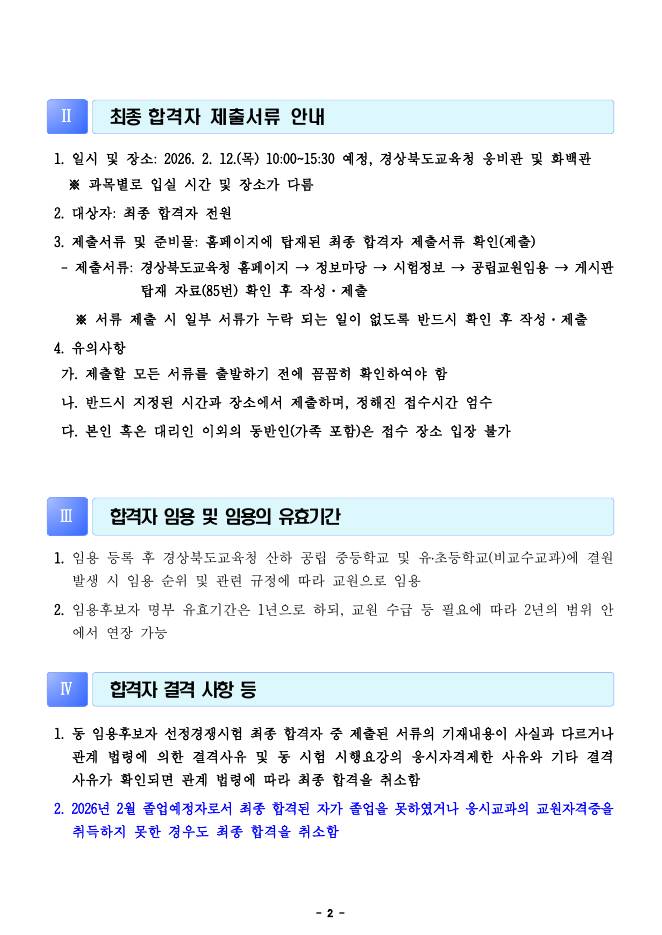 Ⅱ 최종 합격자 제출서류 안내
1. 일시 및 장소: 2026. 2. 12.(목) 10:00~15:30 예정, 경상북도교육청 웅비관 및 화백관
※ 과목별로 입실 시간 및 장소가 다름
2. 대상자: 최종 합격자 전원
3. 제출서류 및 준비물: 홈페이지에 탑재된 최종 합격자 제출서류 확인(제출)
- 제출서류: 경상북도교육청 홈페이지 → 정보마당 → 시험정보 → 공립교원임용 → 게시판
탑재 자료(85번) 확인 후 작성·제출
※ 서류 제출 시 일부 서류가 누락 되는 일이 없도록 반드시 확인 후 작성·제출
4. 유의사항
가. 제출할 모든 서류를 출발하기 전에 꼼꼼히 확인하여야 함
나. 반드시 지정된 시간과 장소에서 제출하며, 정해진 접수시간 엄수
다. 본인 혹은 대리인 이외의 동반인(가족 포함)은 접수 장소 입장 불가
Ⅲ 합격자 임용 및 임용의 유효기간
1. 임용 등록 후 경상북도교육청 산하 공립 중등학교 및 유·초등학교(비교수교과)에 결원
발생 시 임용 순위 및 관련 규정에 따라 교원으로 임용
2. 임용후보자 명부 유효기간은 1년으로 하되, 교원 수급 등 필요에 따라 2년의 범위 안
에서 연장 가능
Ⅳ 합격자 결격 사항 등
1. 동 임용후보자 선정경쟁시험 최종 합격자 중 제출된 서류의 기재내용이 사실과 다르거나
관계 법령에 의한 결격사유 및 동 시험 시행요강의 응시자격제한 사유와 기타 결격
사유가 확인되면 관계 법령에 따라 최종 합격을 취소함
2. 2026년 2월 졸업예정자로서 최종 합격된 자가 졸업을 못하였거나 응시교과의 교원자격증을
취득하지 못한 경우도 최종 합격을 취소함
- 2 -